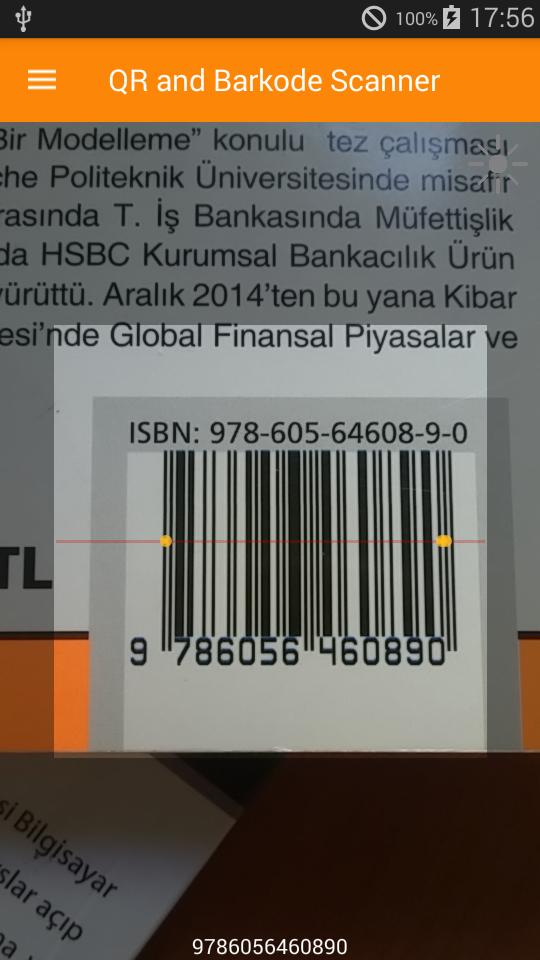 100% 17:56
QR and Barkode Scanner
Bir Modelleme” konulu tez çalışması
che Politeknik Üniversitesinde misafir
rasında T. İş Bankasında Müfettişlik
da HSBC Kurumsal Bankacılık Ürün
yürüttü. Aralık 2014’ten bu yana Kibar
esi’nde Global Finansal Piyasalar ve
ISBN: 978-605-64608-9-0
TL
9 786056 460890
si Bilgisayar
slar açıp
na
9786056460890